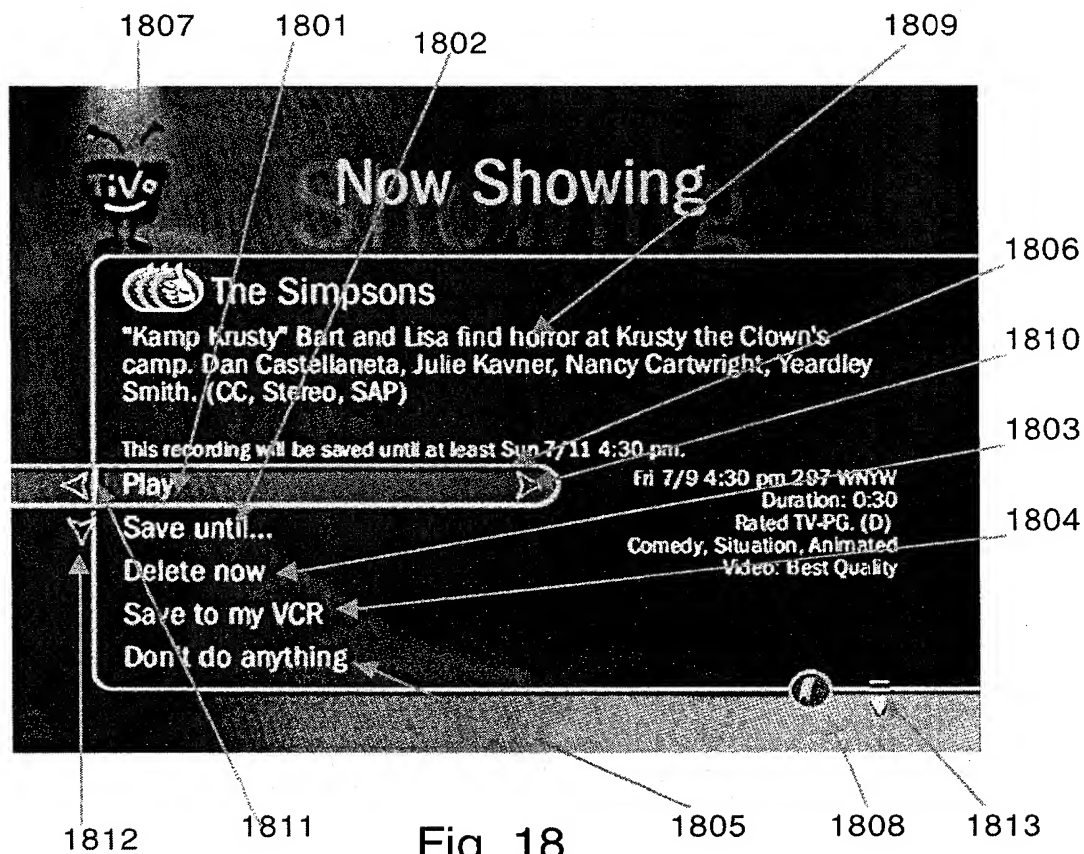 1807 1801 1802 1809
TiVo
Now Showing
Showing
The Simpsons
"Kamp Krusty" Bart and Lisa find horror at Krusty the Clown's
camp. Dan Castellaneta, Julie Kavner, Nancy Cartwright, Yeardley
Smith. (CC, Stereo, SAP)
1806
1810
1803
1804
This recording will be saved until at least Sun 7/11 4:30 pm.
Play
Save until...
Delete now
Save to my VCR
Don't do anything
Fri 7/9 4:30 pm 297 WNYW
Duration: 0:30
Rated TV-PG. (D)
Comedy, Situation, Animated
Video: Best Quality
1812 1811 1805 1808 1813
Fig. 18